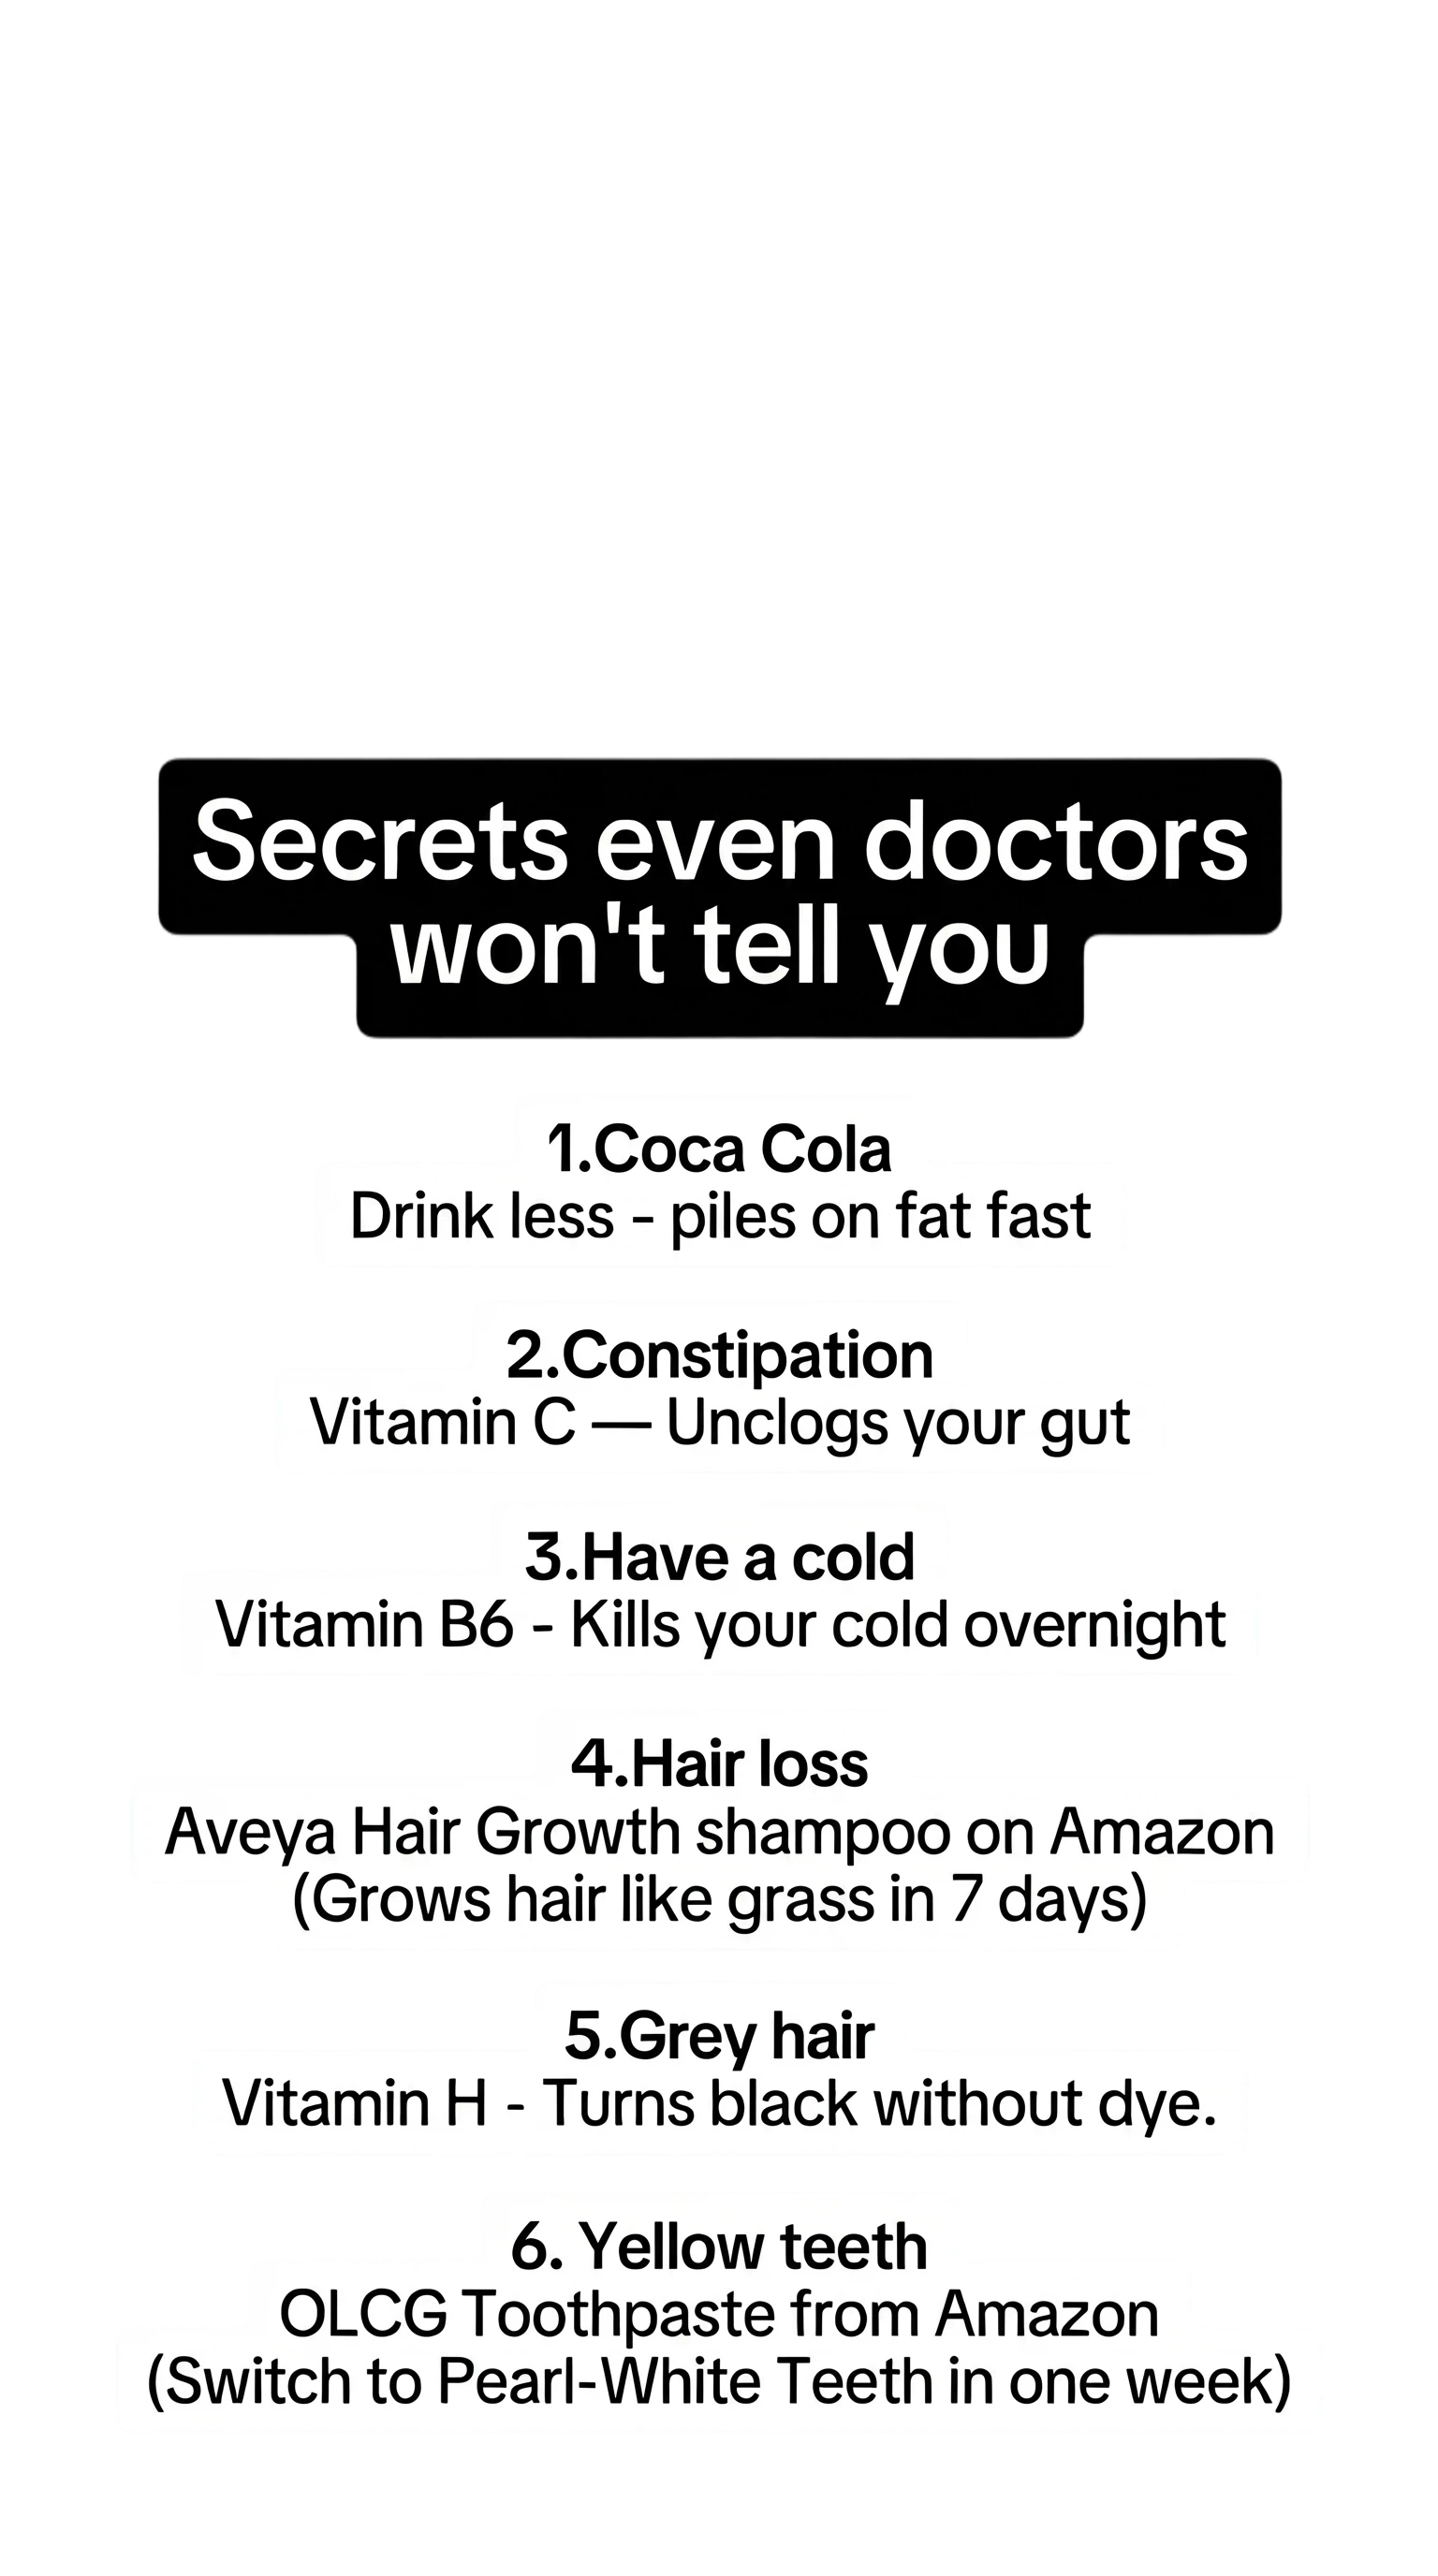 Secrets even doctors
won't tell you
1.Coca Cola
Drink less - piles on fat fast
2.Constipation
Vitamin C — Unclogs your gut
3.Have a cold
Vitamin B6 - Kills your cold overnight
4.Hair loss
Aveya Hair Growth shampoo on Amazon
(Grows hair like grass in 7 days)
5.Grey hair
Vitamin H - Turns black without dye.
6. Yellow teeth
OLCG Toothpaste from Amazon
(Switch to Pearl-White Teeth in one week)